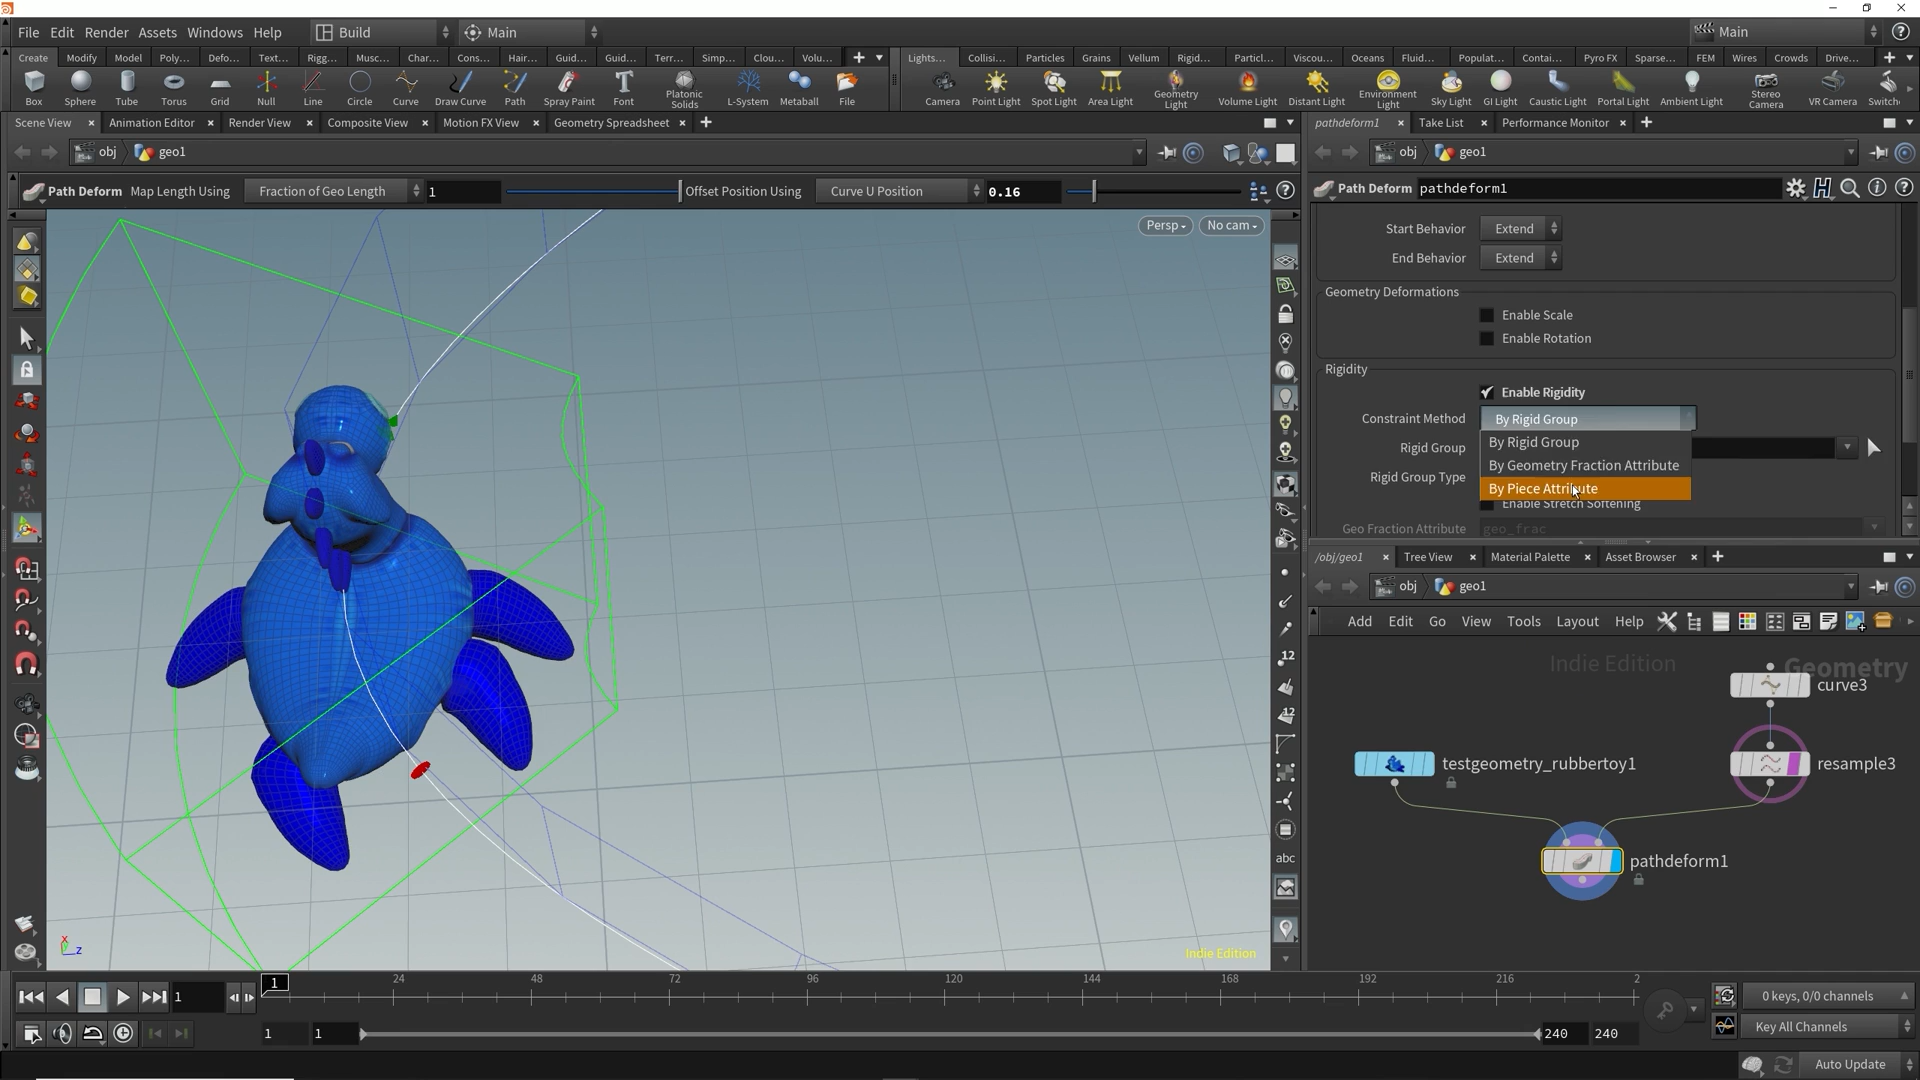 File Edit Render Assets Windows Help Build Main Main
Create Modify Model Poly... Defo... Text... Rigg... Musc... Char... Cons... Hair... Guid... Guid... Terr... Simp... Clou... Volu...
Lights... Collisi... Particles Grains Vellum Rigid... Particl... Viscou... Oceans Fluid... Populat... Contai... Pyro FX Sparse... FEM Wires Crowds Drive...
Box Sphere Tube Torus Grid Null Line Circle Curve Draw Curve Path Spray Paint Font Platonic Solids L-System Metaball File
Camera Point Light Spot Light Area Light Geometry Light Volume Light Distant Light Environment Light Sky Light GI Light Caustic Light Portal Light Ambient Light Stereo Camera VR Camera Switch
Scene View Animation Editor Render View Composite View Motion FX View Geometry Spreadsheet
obj geo1
Path Deform Map Length Using Fraction of Geo Length 1 Offset Position Using Curve U Position 0.16
Persp No cam
12
12
abc
x
z
Indie Edition
pathdeform1 Take List Performance Monitor
obj geo1
Path Deform pathdeform1
Start Behavior Extend
End Behavior Extend
Geometry Deformations
Enable Scale
Enable Rotation
Rigidity
Enable Rigidity
Constraint Method By Rigid Group
By Rigid Group
Rigid Group
By Geometry Fraction Attribute
Rigid Group Type
By Piece Attribute
Enable Stretch Softening
Geo Fraction Attribute geo_frac
/obj/geo1 Tree View Material Palette Asset Browser
obj geo1
Add Edit Go View Tools Layout Help
Indie Edition Geometry
curve3
testgeometry_rubbertoy1
resample3
pathdeform1
1 1 24 48 72 96 120 144 168 192 216 2
0 keys, 0/0 channels
1 1 240 240
Key All Channels
Auto Update